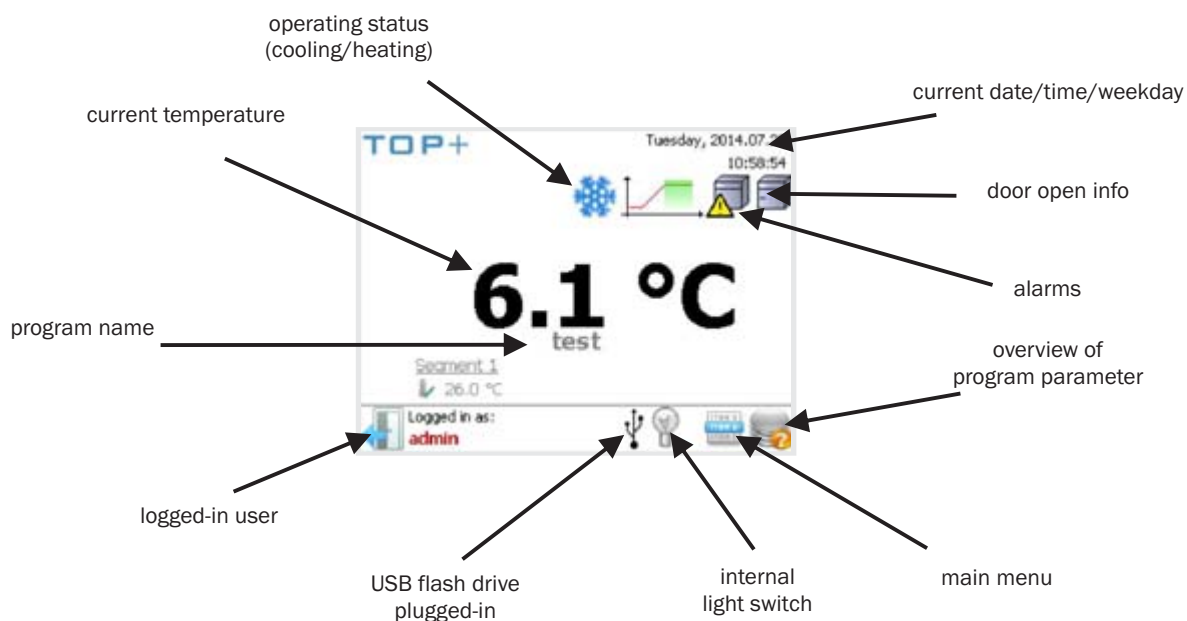 operating status
(cooling/heating)
current date/time/weekday
current temperature
TOP+
Tuesday, 2014.07.
10:58:54
door open info
6.1 °C
alarms
program name
test
overview of
program parameter
Segment 1
26.0 °C
Logged in as:
admin
logged-in user
USB flash drive
plugged-in
internal
light switch
main menu